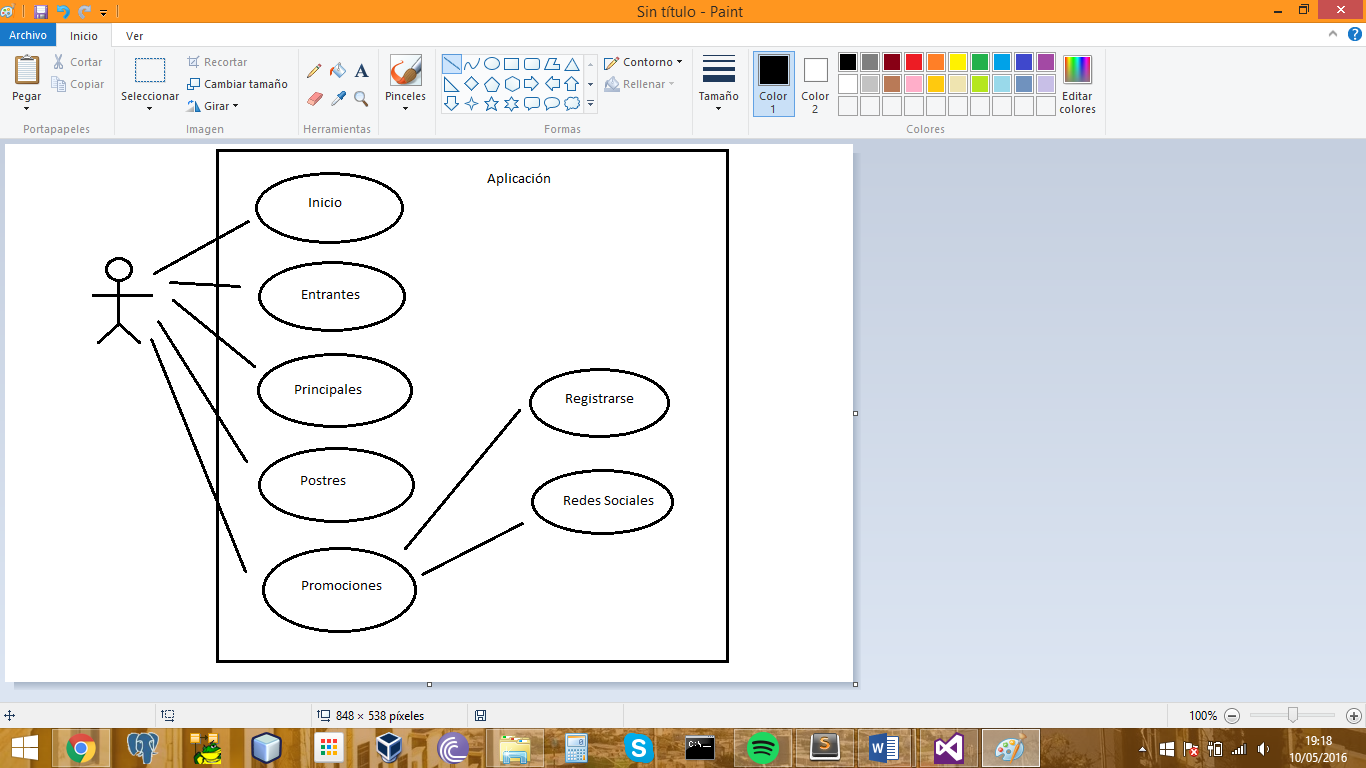 Sin título - Paint
Archivo Inicio Ver
Pegar
Cortar
Copiar
Portapapeles
Seleccionar
Recortar
Cambiar tamaño
Girar
Imagen
A
Herramientas
Pinceles
Contorno
Rellenar
Formas
Tamaño
Color
1
Color
2
Editar
colores
Colores
Aplicación
Inicio
Entrantes
Principales
Postres
Promociones
Registrarse
Redes Sociales
848 × 538 píxeles
100%
C:\_
S
19:18
10/05/2016